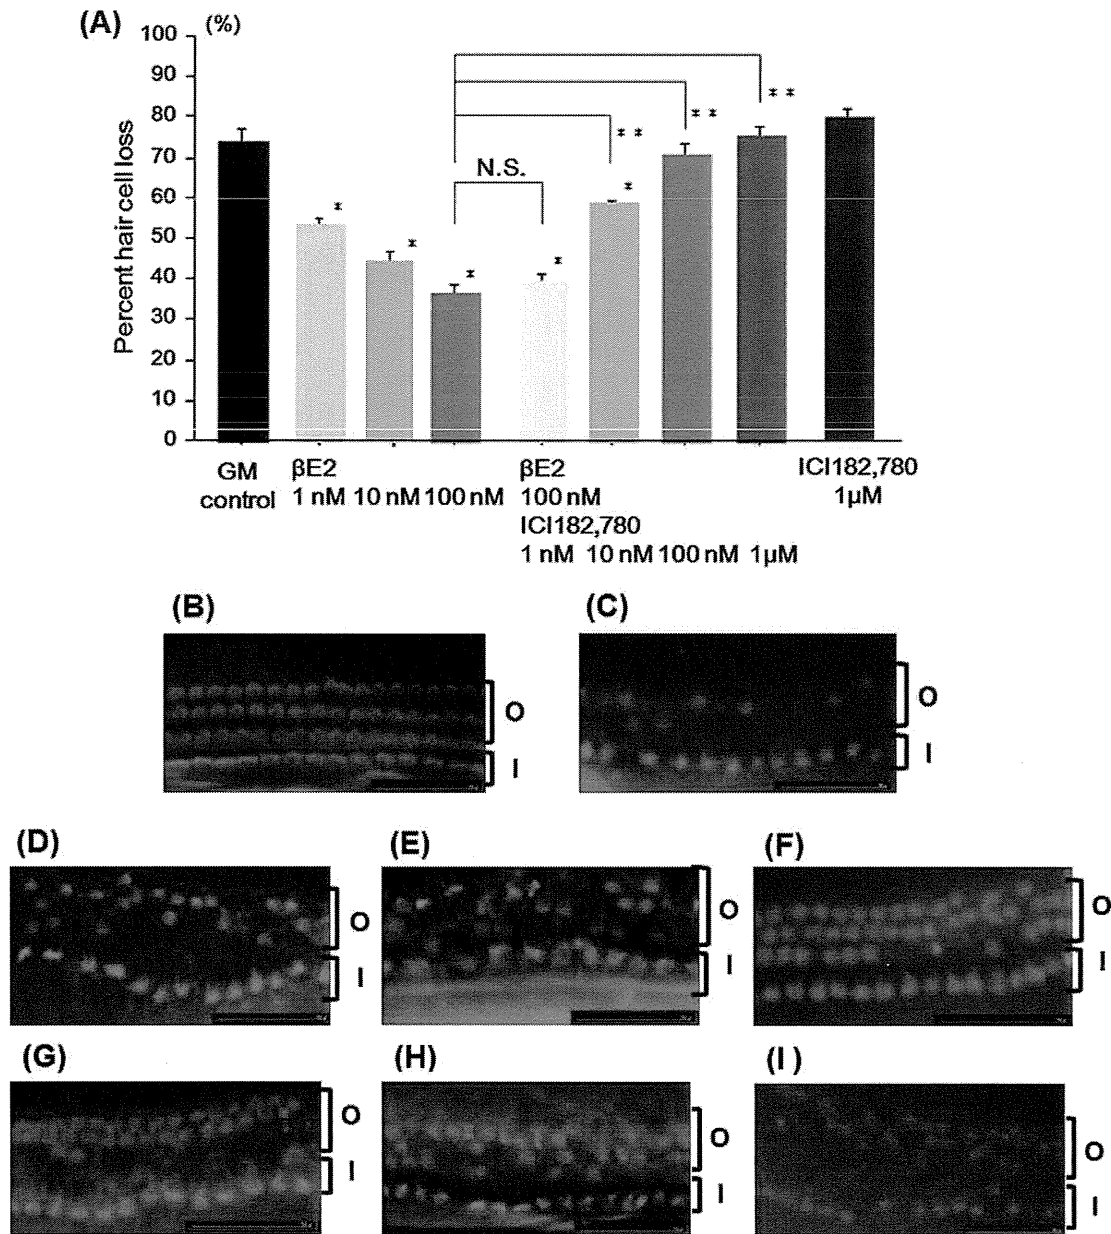 (A) (%)
Percent hair cell loss
100
90
80
70
60
50
40
30
20
10
0
N.S.
*
*
*
*
*
**
**
**
GM
control
βE2
1 nM 10 nM 100 nM
βE2
100 nM
ICI182,780
1 nM 10 nM 100 nM 1μM
ICI182,780
1μM
(B)
O
I
(C)
O
I
(D)
O
I
(E)
O
I
(F)
O
I
(G)
O
I
(H)
O
I
(I)
O
I